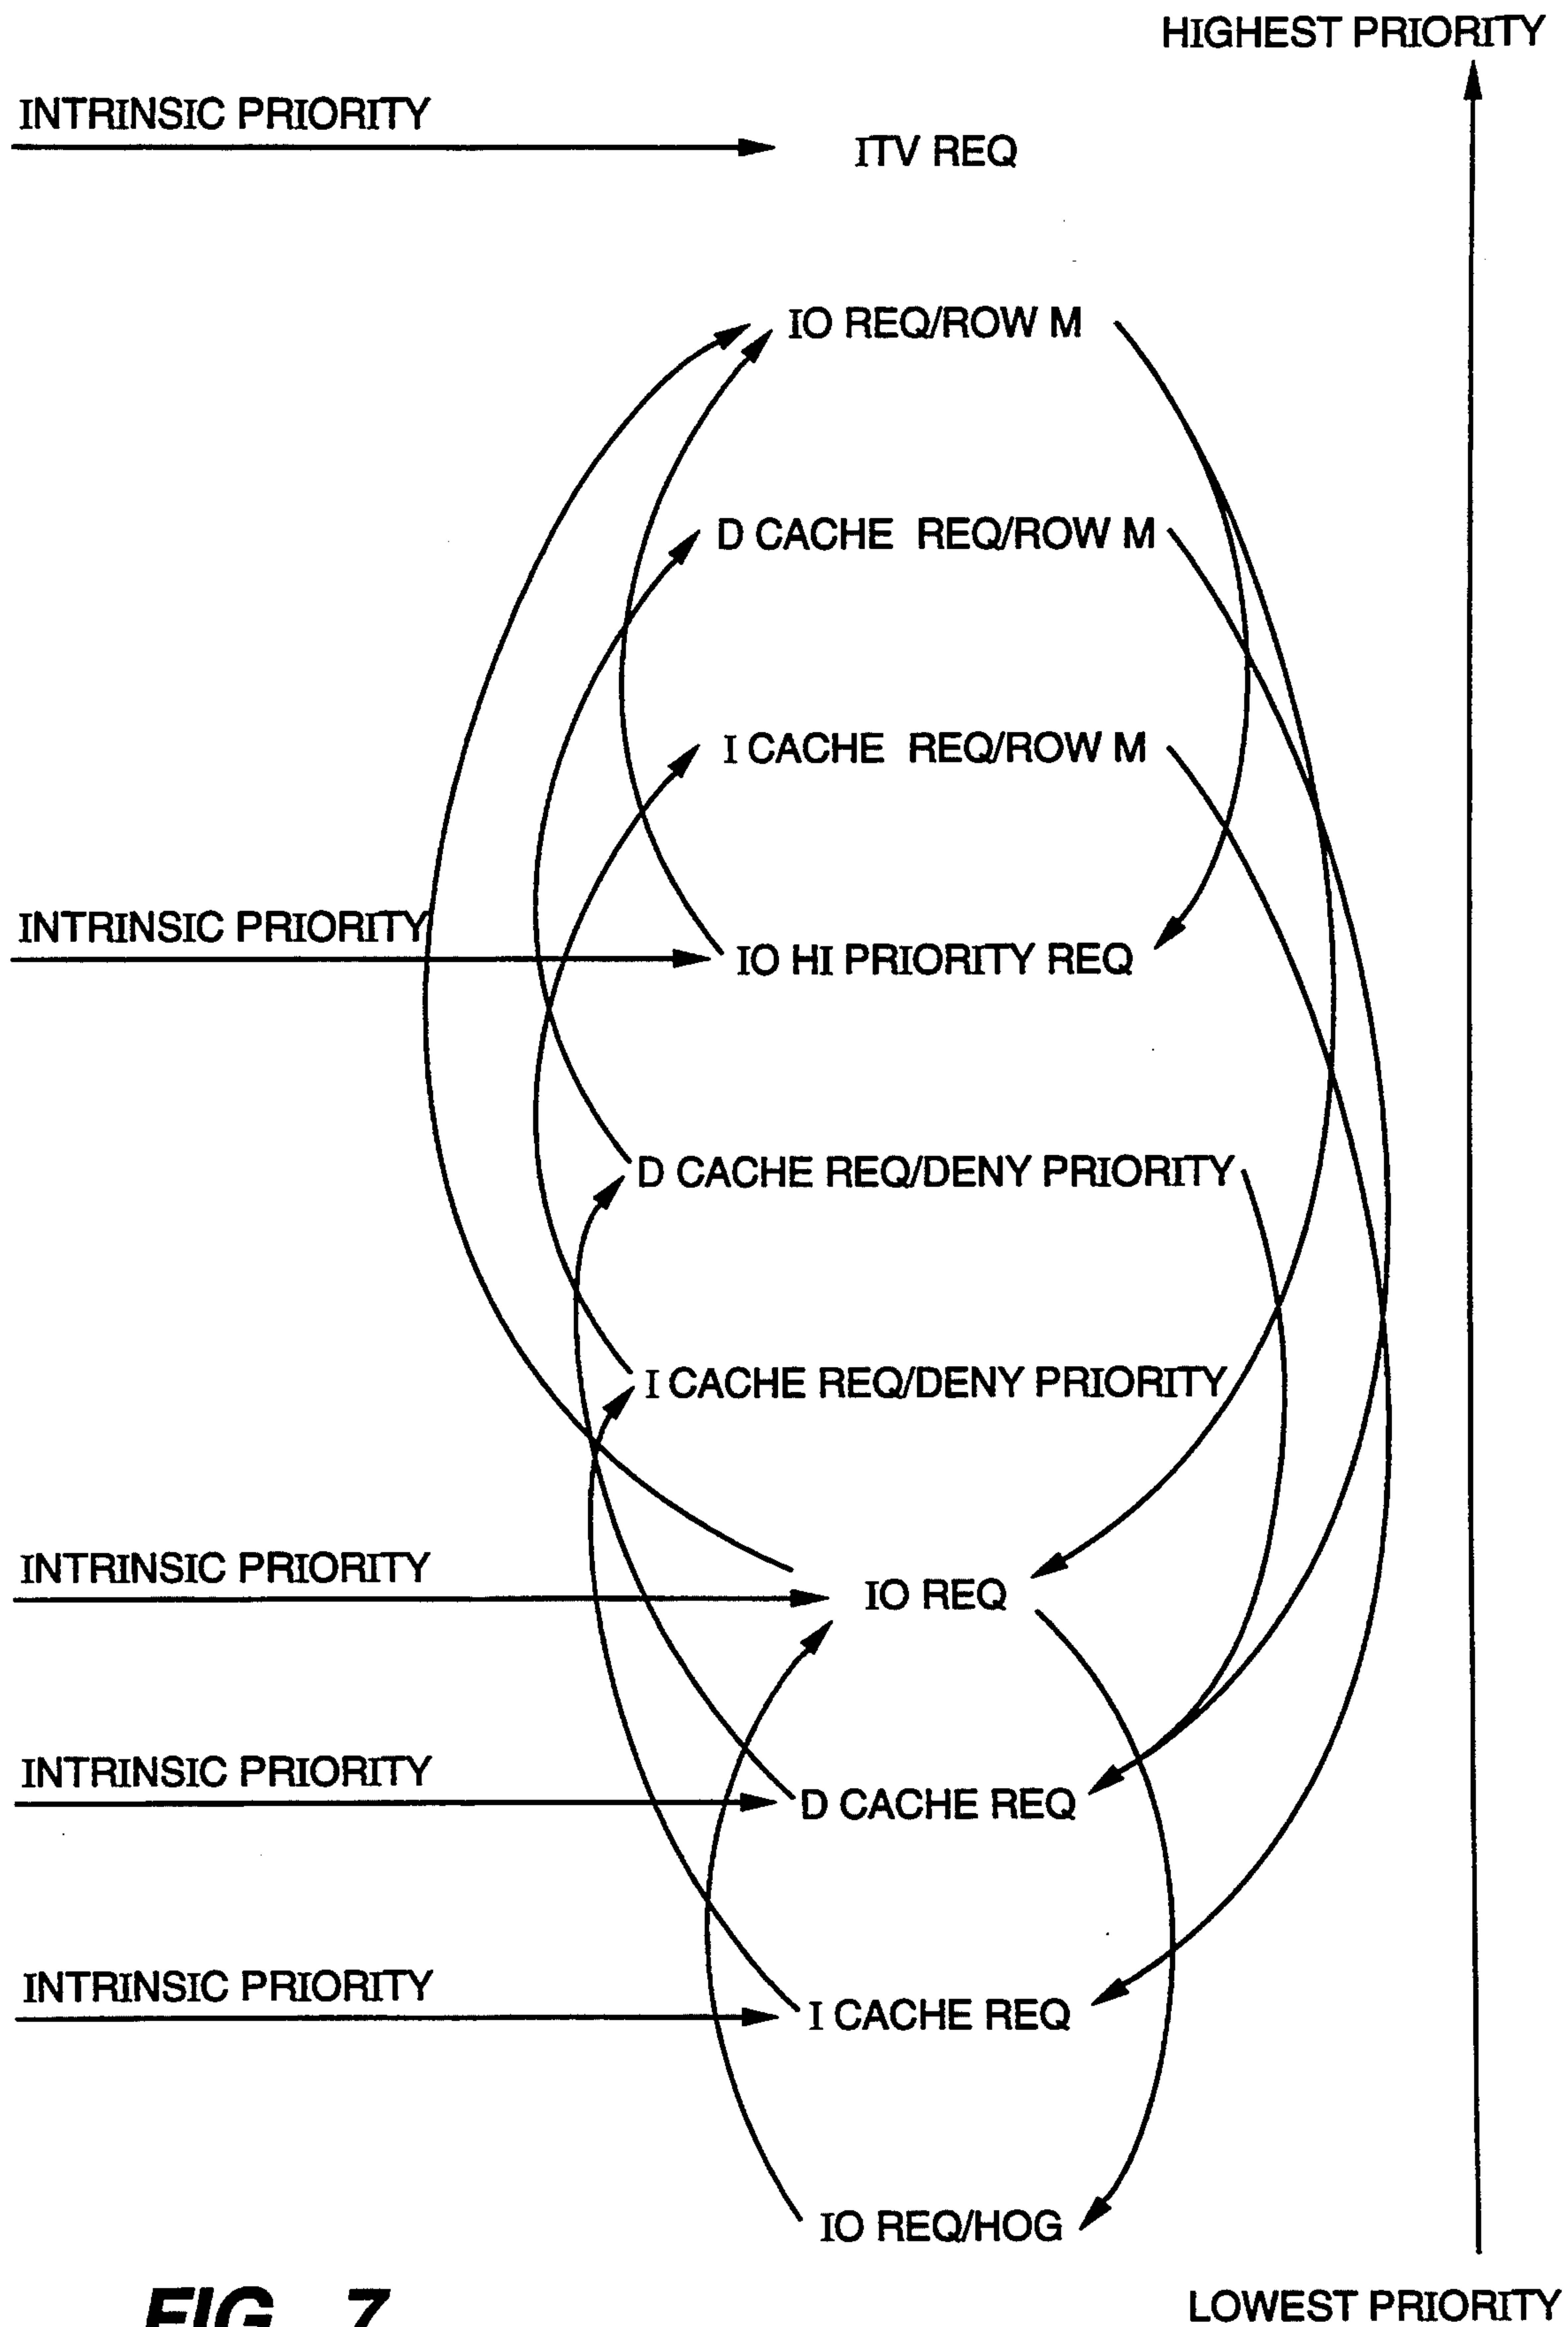 HIGHEST PRIORITY
INTRINSIC PRIORITY
ITV REQ
IO REQ/ROW M
D CACHE REQ/ROW M
I CACHE REQ/ROW M
INTRINSIC PRIORITY
IO HI PRIORITY REQ
D CACHE REQ/DENY PRIORITY
I CACHE REQ/DENY PRIORITY
INTRINSIC PRIORITY
IO REQ
INTRINSIC PRIORITY
D CACHE REQ
INTRINSIC PRIORITY
I CACHE REQ
IO REQ/HOG
LOWEST PRIORITY
FIG 7